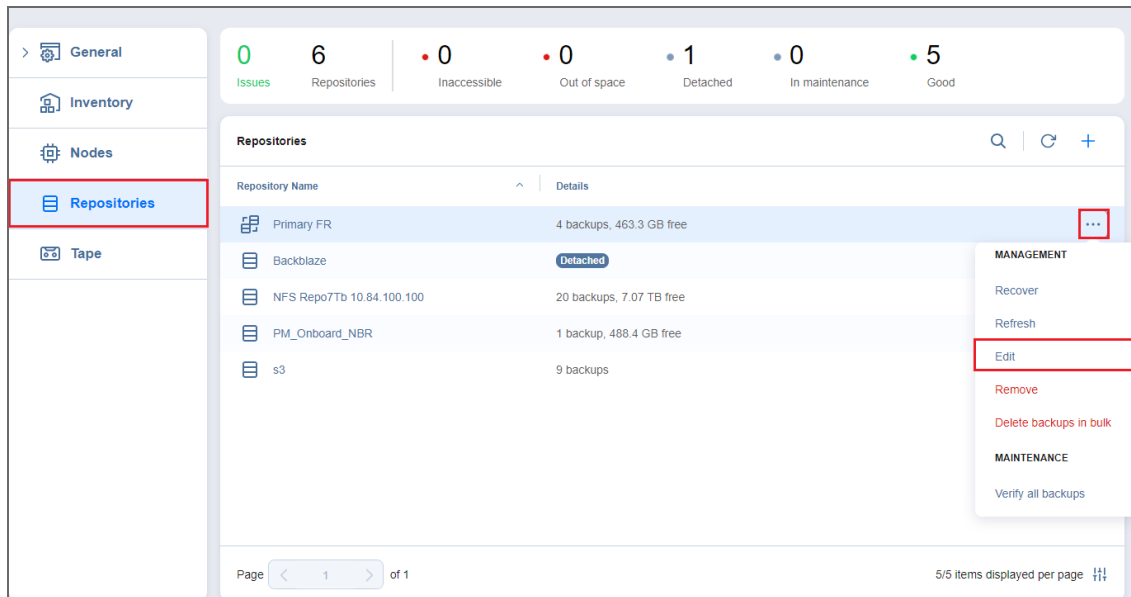 General
Inventory
Nodes
Repositories
Tape
0 6 0 0 1 0 5
Issues Repositories Inaccessible Out of space Detached In maintenance Good
Repositories
Repository Name Details
Primary FR 4 backups, 463.3 GB free
Backblaze Detached
NFS Repo7Tb 10.84.100.100 20 backups, 7.07 TB free
PM_Onboard_NBR 1 backup, 488.4 GB free
s3 9 backups
MANAGEMENT
Recover
Refresh
Edit
Remove
Delete backups in bulk
MAINTENANCE
Verify all backups
Page 1 of 1 5/5 items displayed per page